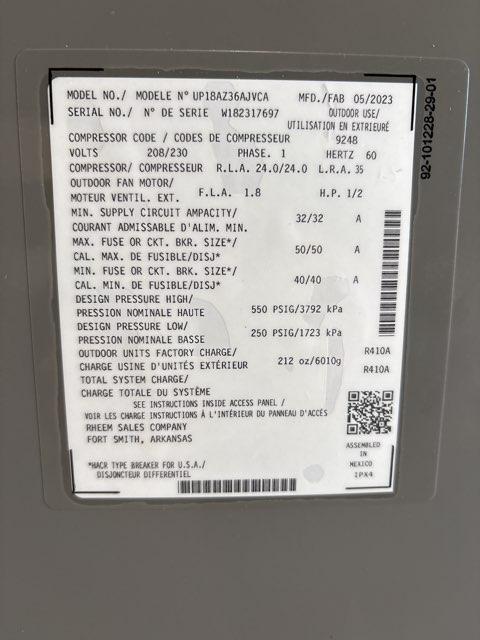 MODEL NO./ MODELE N° UP18AZ36AJVCA MFD./FAB 05/2023
SERIAL NO./ N° DE SERIE W182317697 OUTDOOR USE/
UTILISATION EN EXTRIEURÉ
COMPRESSOR CODE / CODES DE COMPRESSEUR 9248
VOLTS 208/230 PHASE. 1 HERTZ 60
COMPRESSOR/ COMPRESSEUR R.L.A. 24.0/24.0 L.R.A. 35
OUTDOOR FAN MOTOR/
MOTEUR VENTIL. EXT. F.L.A. 1.8 H.P. 1/2
MIN. SUPPLY CIRCUIT AMPACITY/
COURANT ADMISSABLE D'ALIM. MIN. 32/32 A
MAX. FUSE OR CKT. BKR. SIZE*/
CAL. MAX. DE FUSIBLE/DISJ* 50/50 A
MIN. FUSE OR CKT. BRK. SIZE*/
CAL. MIN. DE FUSIBLE/DISJ* 40/40 A
DESIGN PRESSURE HIGH/
PRESSION NOMINALE HAUTE 550 PSIG/3792 kPa
DESIGN PRESSURE LOW/
PRESSION NOMINALE BASSE 250 PSIG/1723 kPa
OUTDOOR UNITS FACTORY CHARGE/ R410A
CHARGE USINE D'UNITÉS EXTÉRIEUR 212 oz/6010g
TOTAL SYSTEM CHARGE/ R410A
CHARGE TOTALE DU SYSTÈME
SEE INSTRUCTIONS INSIDE ACCESS PANEL /
VOIR LES CHARGE INSTRUCTIONS À L'INTÉRIEUR DU PANNEAU D'ACCÈS
RHEEM SALES COMPANY
FORT SMITH, ARKANSAS
ASSEMBLED
IN
MEXICO
IPX4
*HACR TYPE BREAKER FOR U.S.A./
DISJONCTEUR DIFFERENTIEL
92-101228-29-01